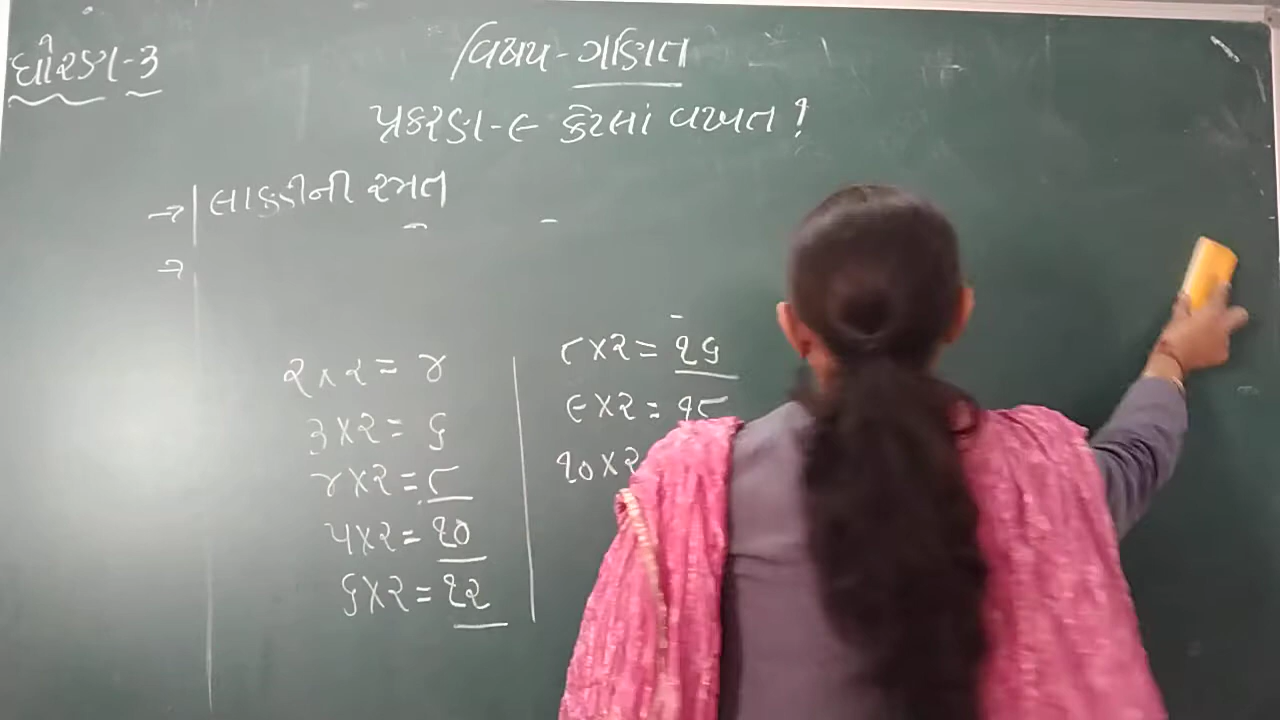 ધોરણ-૩
વિષય-ગણિત
પ્રકરણ-૯ કેટલાં વખત !
→ લાકડીની રમત
→
૨×૨=૪
૩×૨=૬
૪×૨=૮
૫×૨=૧૦
૬×૨=૧૨
૮×૨=૧૬
૯×૨=૧૮
૧૦×૨